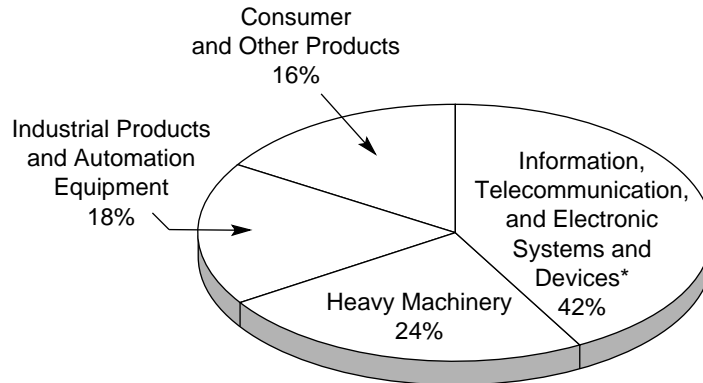 Consumer
and Other Products
16%
Industrial Products
and Automation
Equipment
18%
Information,
Telecommunication,
and Electronic
Systems and
Devices*
42%
Heavy Machinery
24%